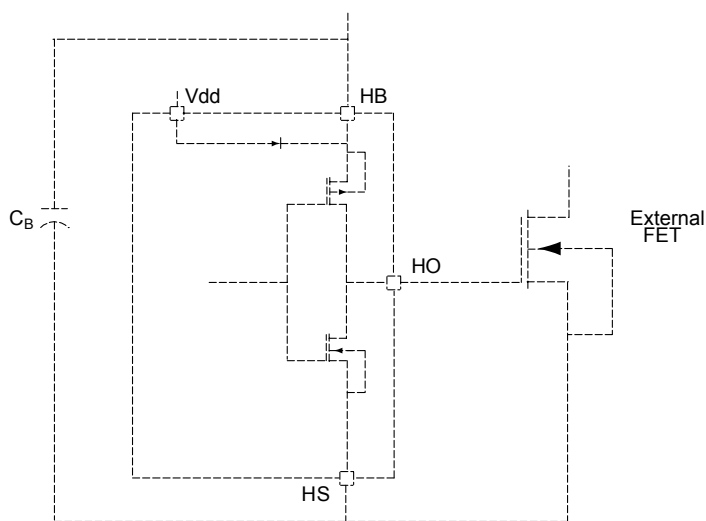 Vdd
HB
C_B
External
FET
HO
HS